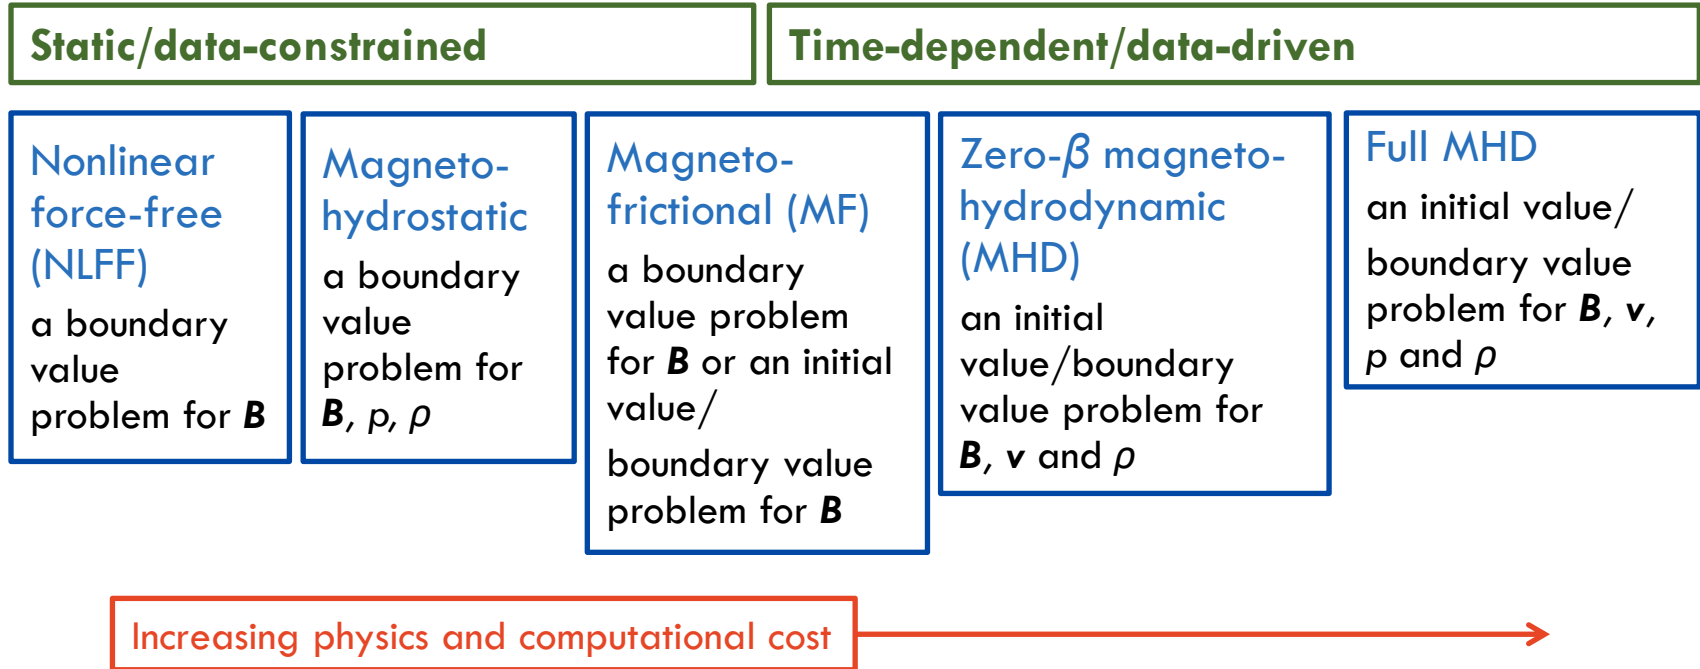 Static/data-constrained
Time-dependent/data-driven
Nonlinear
force-free
(NLFF)
a boundary
value
problem for B
Magneto-
hydrostatic
a boundary
value
problem for
B, p, ρ
Magneto-
frictional (MF)
a boundary
value problem
for B or an initial
value/
boundary value
problem for B
Zero-β magneto-
hydrodynamic
(MHD)
an initial
value/boundary
value problem for
B, v and ρ
Full MHD
an initial value/
boundary value
problem for B, v,
p and ρ
Increasing physics and computational cost